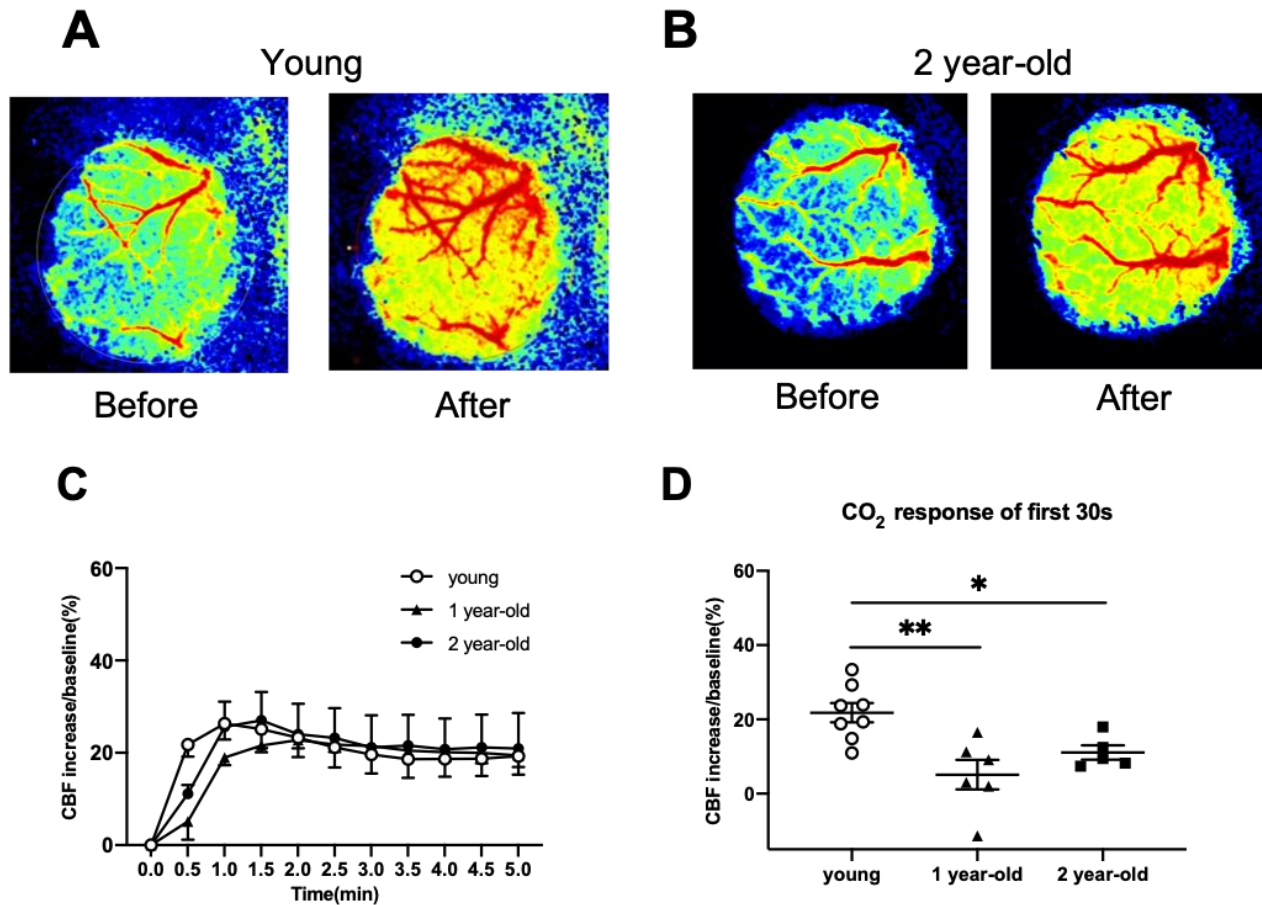 A
Young
Before
After
B
2 year-old
Before
After
C
CBF increase/baseline(%)
60
40
20
0
young
1 year-old
2 year-old
0.0 0.5 1.0 1.5 2.0 2.5 3.0 3.5 4.0 4.5 5.0
Time(min)
D
CO₂ response of first 30s
CBF increase/baseline(%)
60
40
20
0
*
**
young 1 year-old 2 year-old